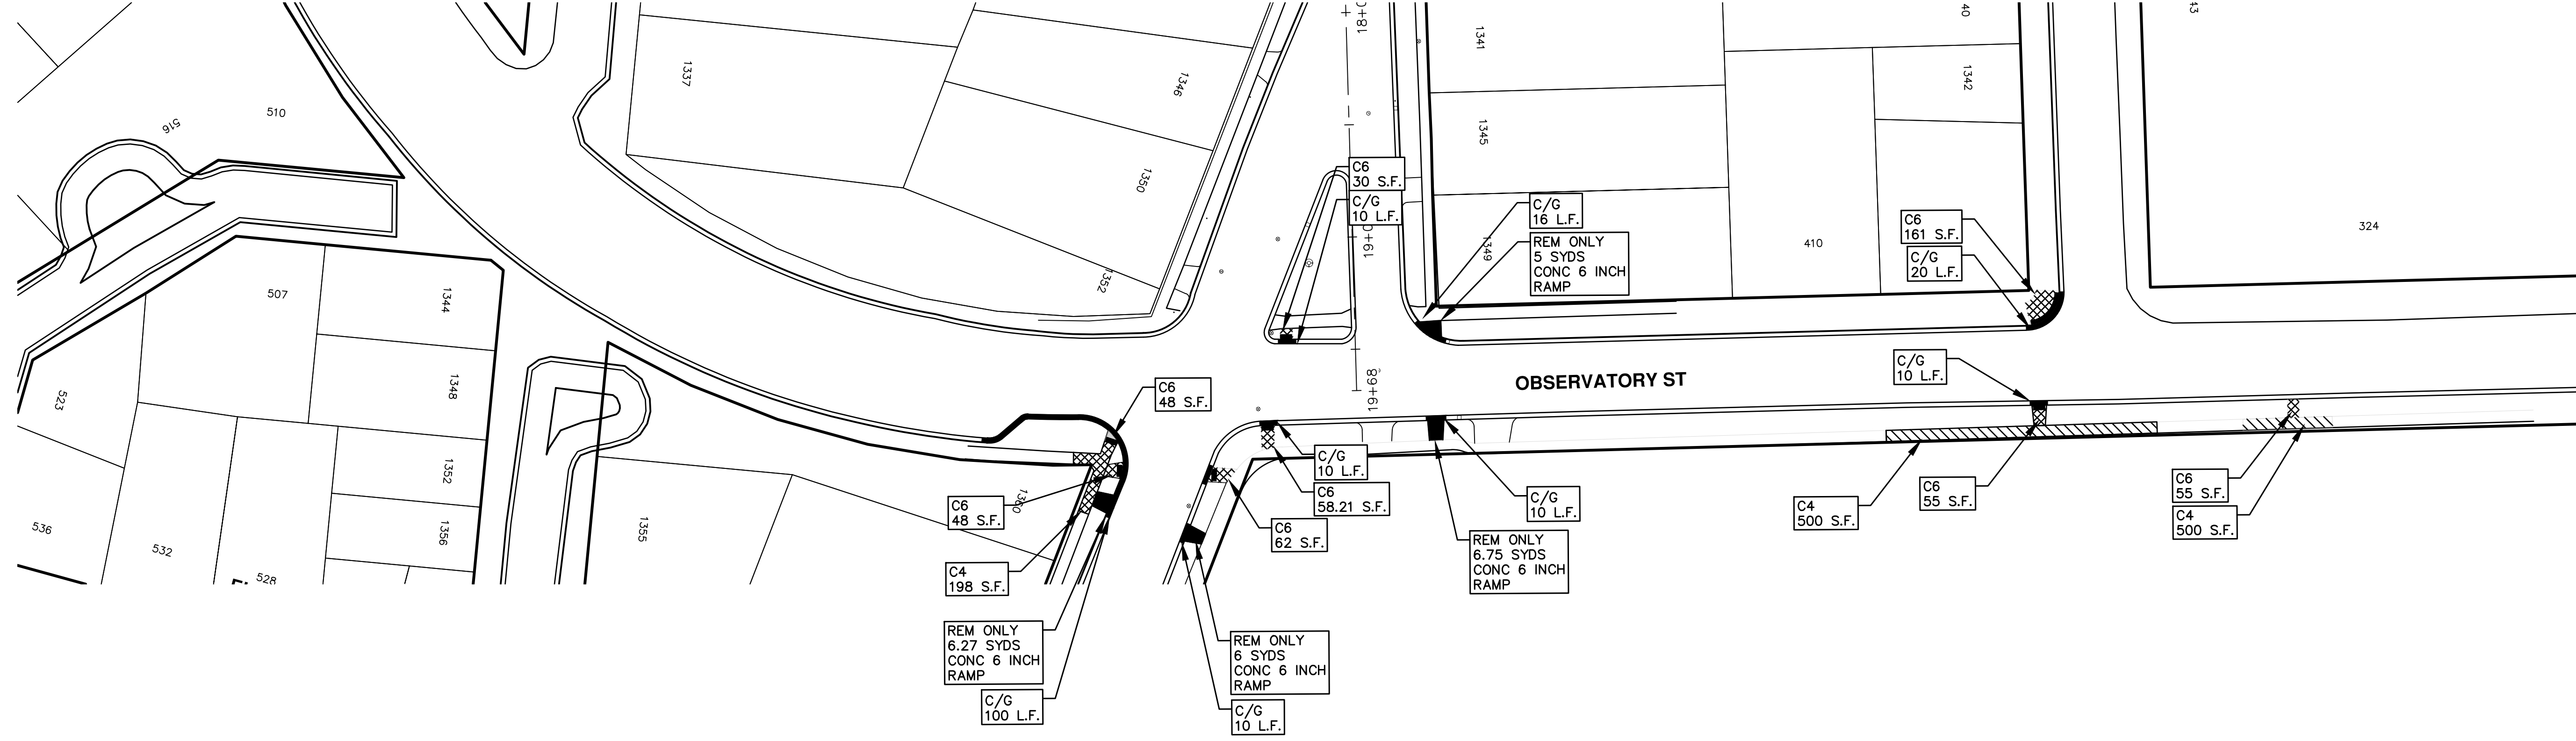 18+0
40
43
1341
1337
1346
1342
510
516
1345
C6
30 S.F.
1350
C/G
10 L.F.
C/G
16 L.F.
C6
161 S.F.
324
19+0
REM ONLY
5 SYDS
CONC 6 INCH
RAMP
1349
410
C/G
20 L.F.
1352
507
1344
19+68
OBSERVATORY ST
C/G
10 L.F.
1348
C6
48 S.F.
523
1352
C/G
10 L.F.
C6
58.21 S.F.
C6
55 S.F.
C6
55 S.F.
C6
48 S.F.
1360
C/G
10 L.F.
C4
500 S.F.
C4
500 S.F.
536
532
528
1356
1355
C6
62 S.F.
REM ONLY
6.75 SYDS
CONC 6 INCH
RAMP
C4
198 S.F.
REM ONLY
6.27 SYDS
CONC 6 INCH
RAMP
REM ONLY
6 SYDS
CONC 6 INCH
RAMP
C/G
100 L.F.
C/G
10 L.F.